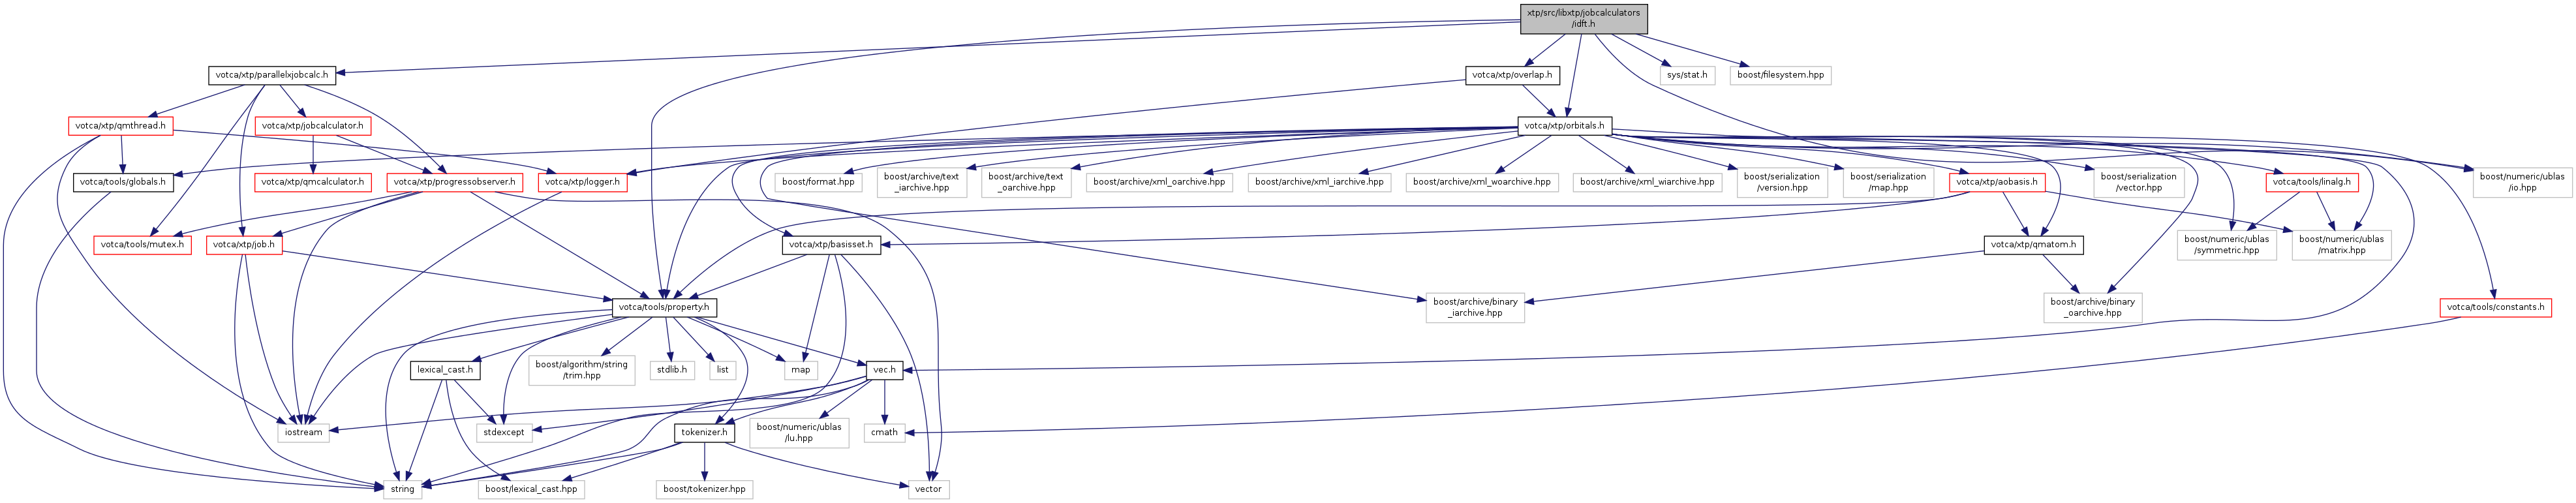 xtp/src/libxtp/jobcalculators
/idft.h
votca/xtp/parallelxjobcalc.h
votca/xtp/overlap.h
sys/stat.h
boost/filesystem.hpp
votca/xtp/qmthread.h
votca/xtp/jobcalculator.h
votca/xtp/orbitals.h
votca/tools/globals.h
votca/xtp/qmcalculator.h
votca/xtp/progressobserver.h
votca/xtp/logger.h
boost/format.hpp
boost/archive/text
_iarchive.hpp
boost/archive/text
_oarchive.hpp
boost/archive/xml_oarchive.hpp
boost/archive/xml_iarchive.hpp
boost/archive/xml_woarchive.hpp
boost/archive/xml_wiarchive.hpp
boost/serialization
/version.hpp
boost/serialization
/map.hpp
votca/xtp/aobasis.h
boost/serialization
/vector.hpp
votca/tools/linalg.h
boost/numeric/ublas
/io.hpp
votca/tools/mutex.h
votca/xtp/job.h
votca/xtp/basisset.h
votca/xtp/qmatom.h
boost/numeric/ublas
/symmetric.hpp
boost/numeric/ublas
/matrix.hpp
votca/tools/property.h
boost/archive/binary
_iarchive.hpp
boost/archive/binary
_oarchive.hpp
votca/tools/constants.h
lexical_cast.h
boost/algorithm/string
/trim.hpp
stdlib.h
list
map
vec.h
iostream
stdexcept
tokenizer.h
boost/numeric/ublas
/lu.hpp
cmath
string
boost/lexical_cast.hpp
boost/tokenizer.hpp
vector